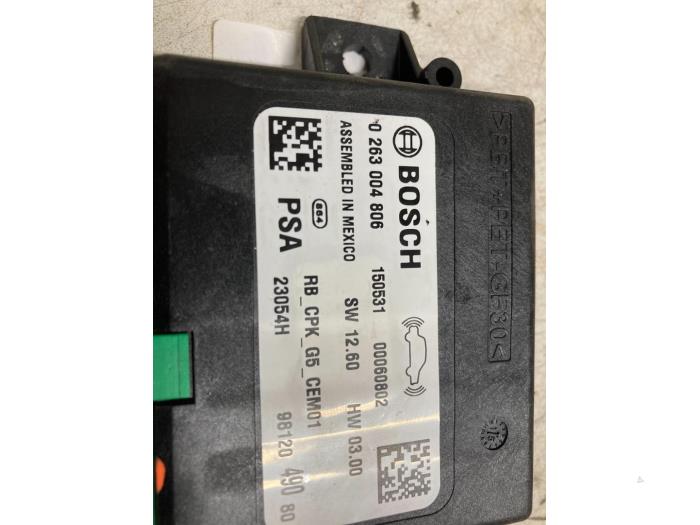 BOSCH
0 263 004 806 150531 00060802
ASSEMBLED IN MEXICO SW 12.60 HW 03.00
884 RB_CPK_G5_CEM01
PSA 23054H 98120 490 80